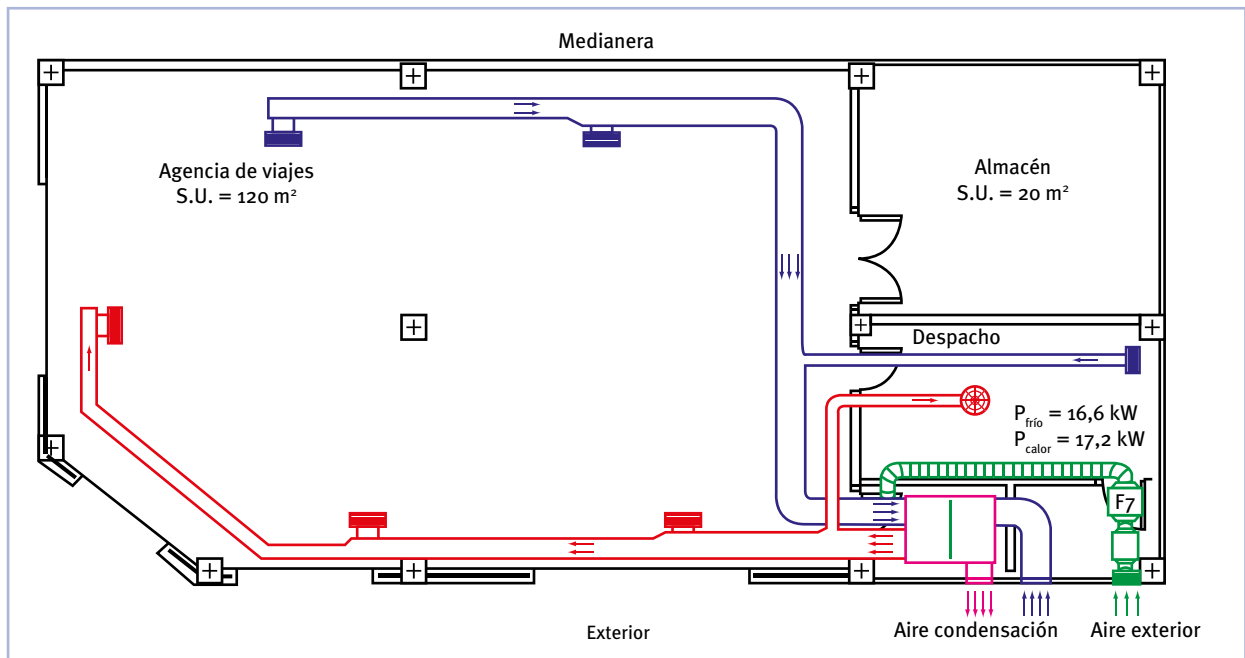 Medianera
Agencia de viajes
S.U. = 120 m²
Almacén
S.U. = 20 m²
Despacho
P_frío = 16,6 kW
P_calor = 17,2 kW
F7
Aire condensación
Aire exterior
Exterior